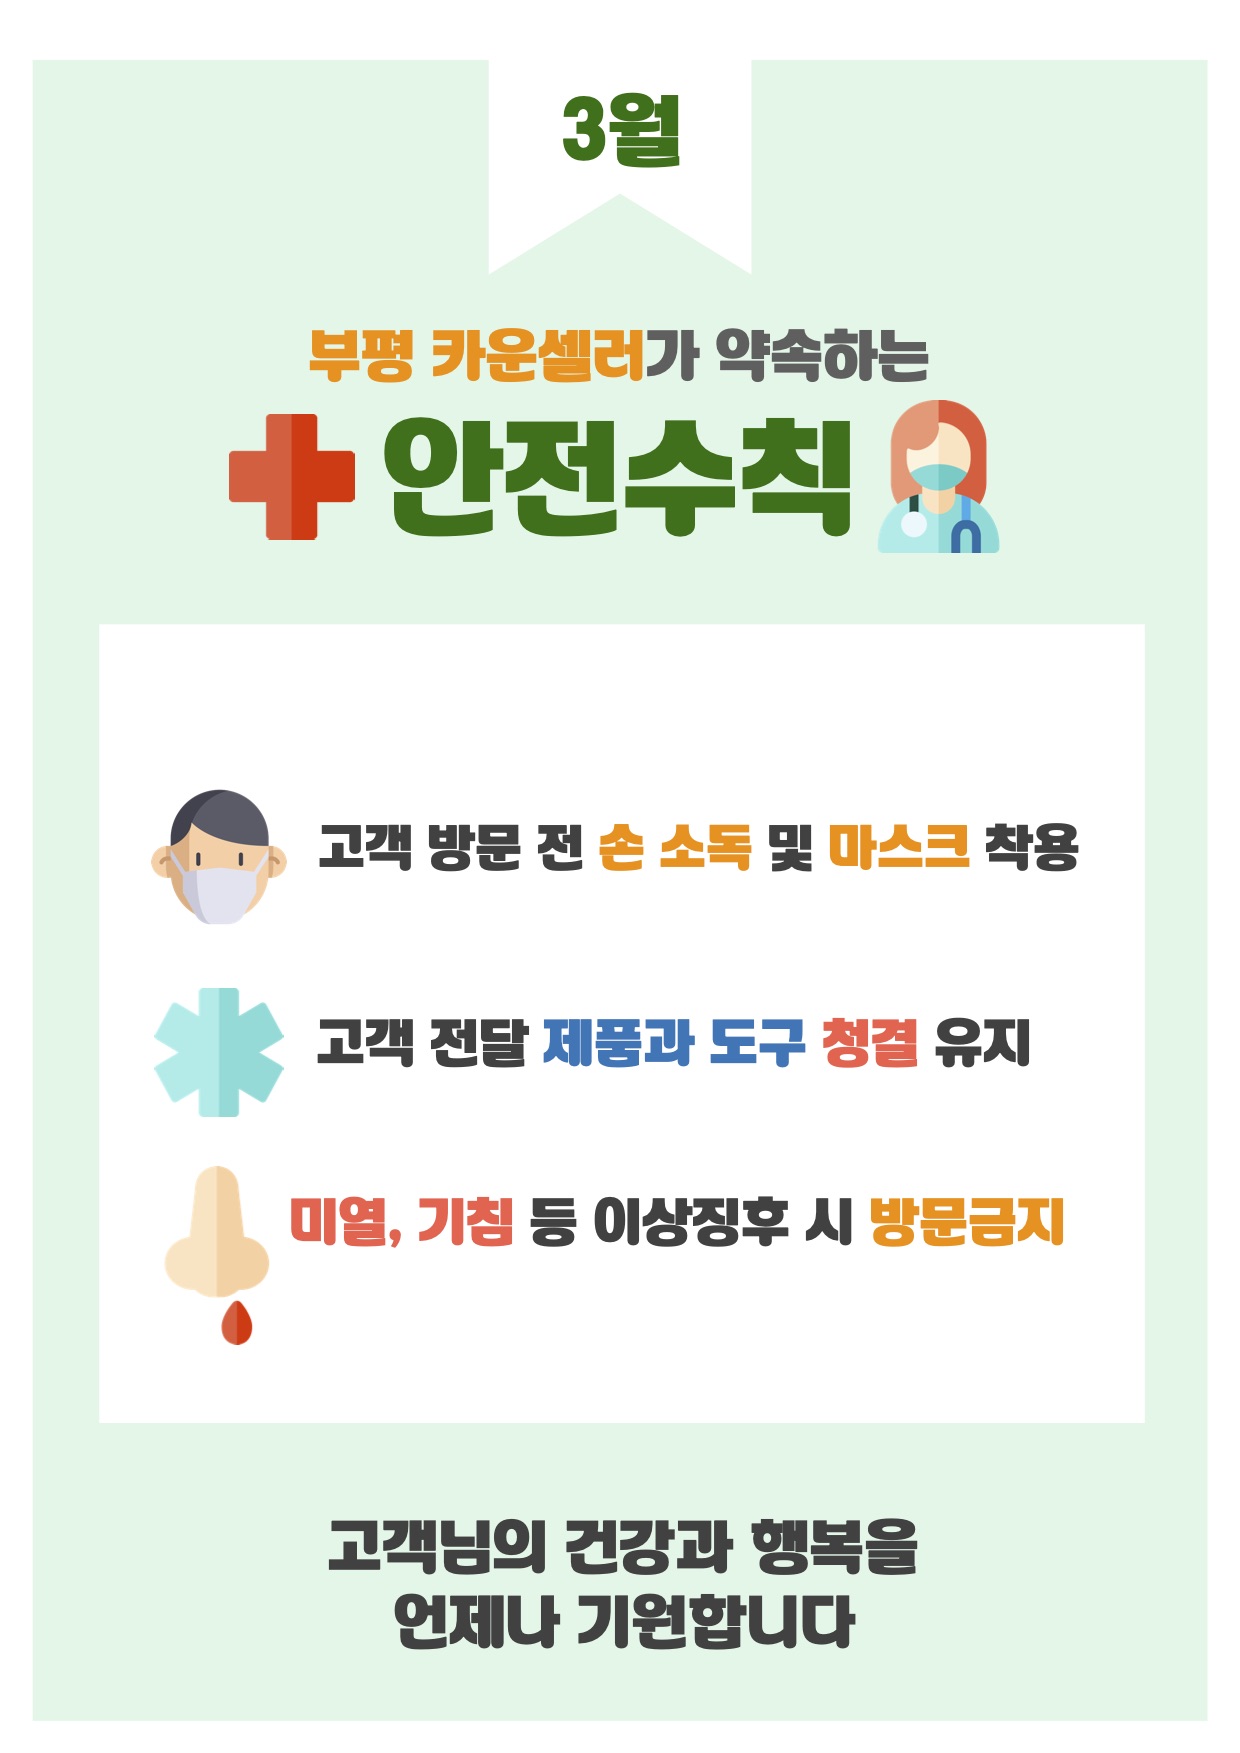 3월
부평 카운셀러가 약속하는
안전수칙
고객 방문 전 손 소독 및 마스크 착용
고객 전달 제품과 도구 청결 유지
미열, 기침 등 이상징후 시 방문금지
고객님의 건강과 행복을
언제나 기원합니다